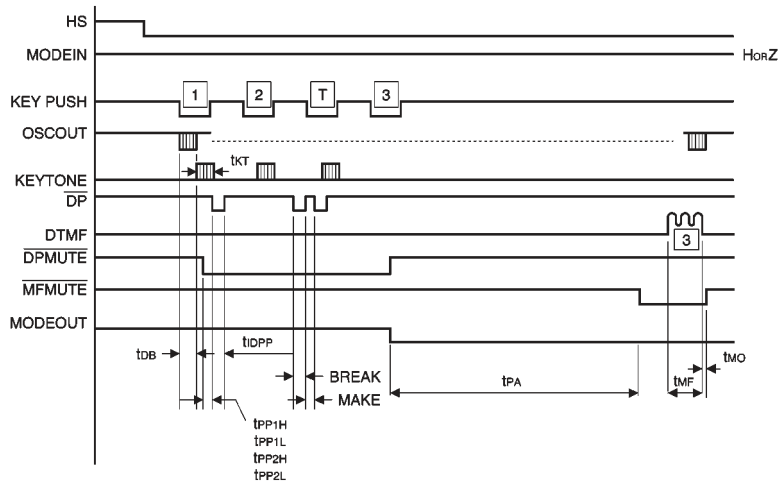 HS
MODEIN
HORZ
KEY PUSH
1 2 T 3
OSCOUT
tKT
KEYTONE
DP
DTMF
3
DPMUTE
MFMUTE
MODEOUT
tDB
tIDPP
BREAK
MAKE
tPA
tMF
tMO
tPP1H
tPP1L
tPP2H
tPP2L